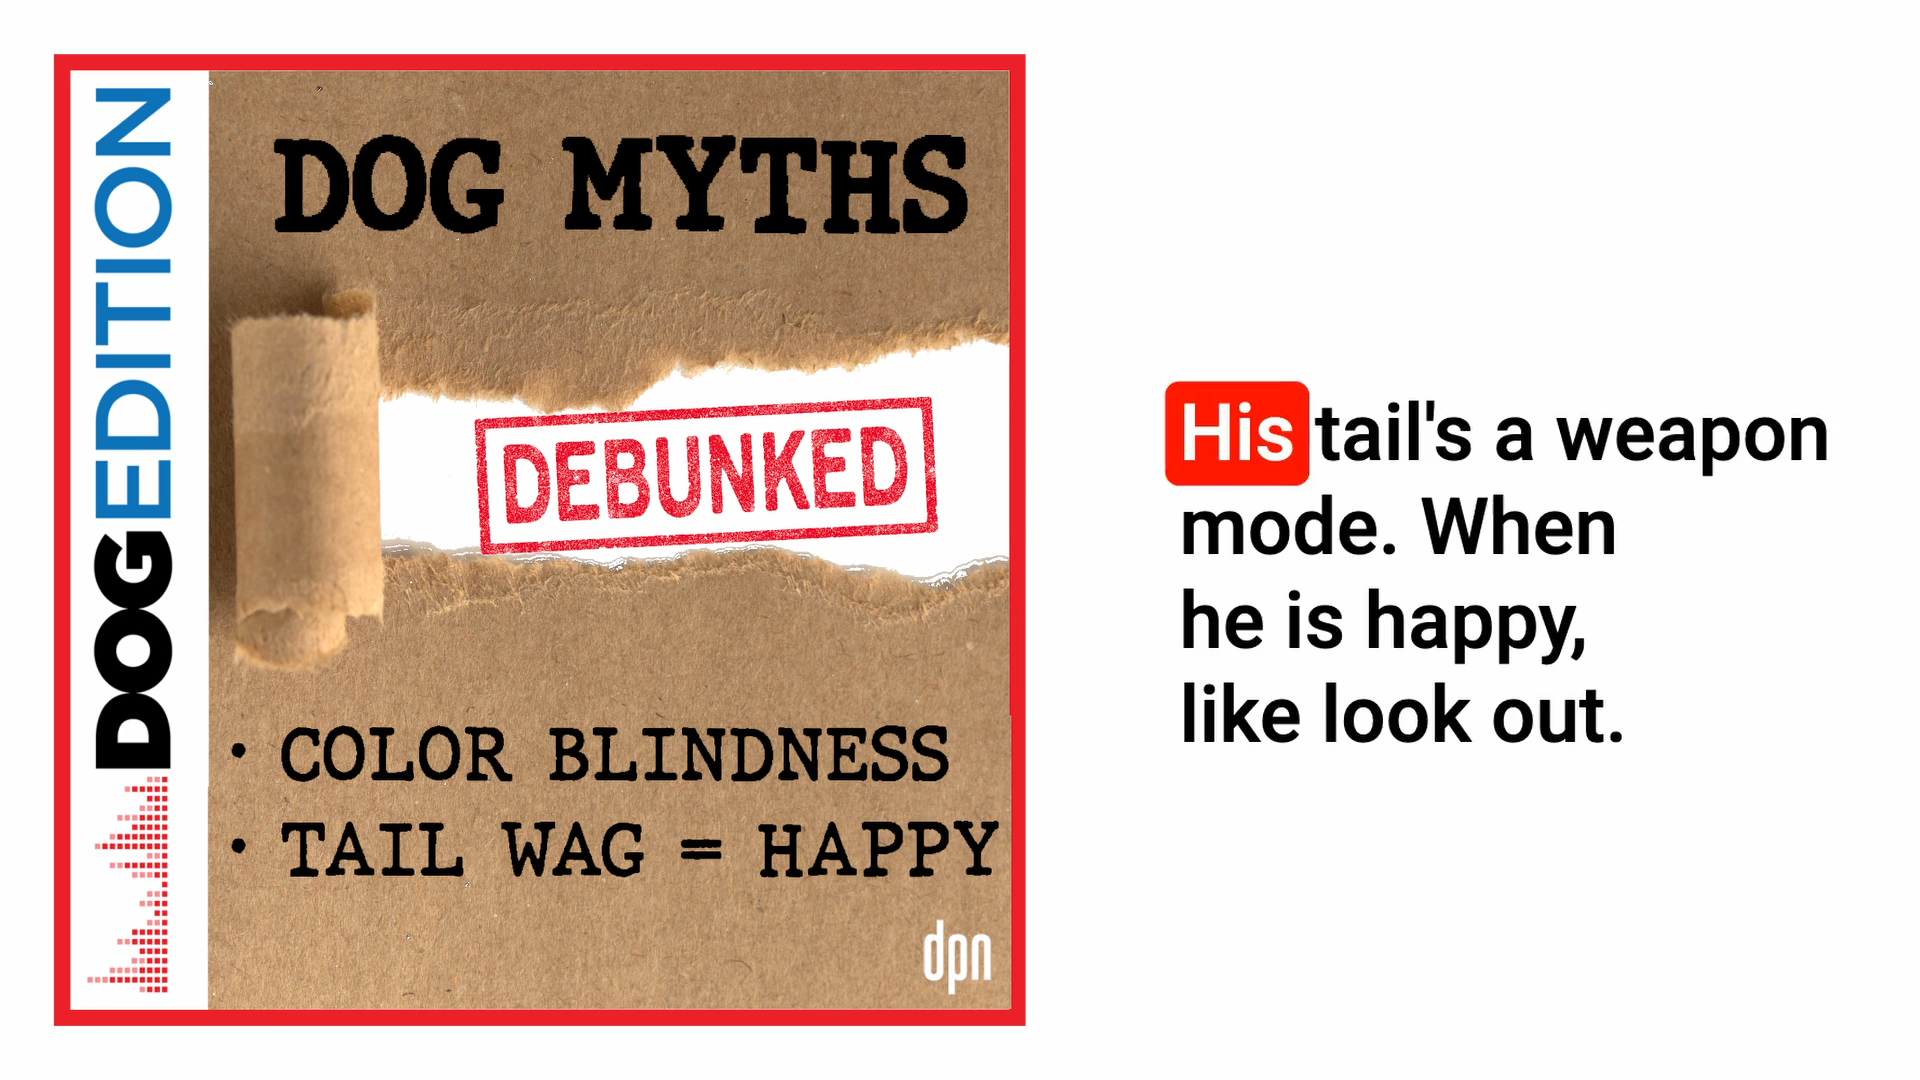 DOGEDITION
DOG MYTHS
DEBUNKED
• COLOR BLINDNESS
• TAIL WAG = HAPPY
dpn
His tail's a weapon
mode. When
he is happy,
like look out.